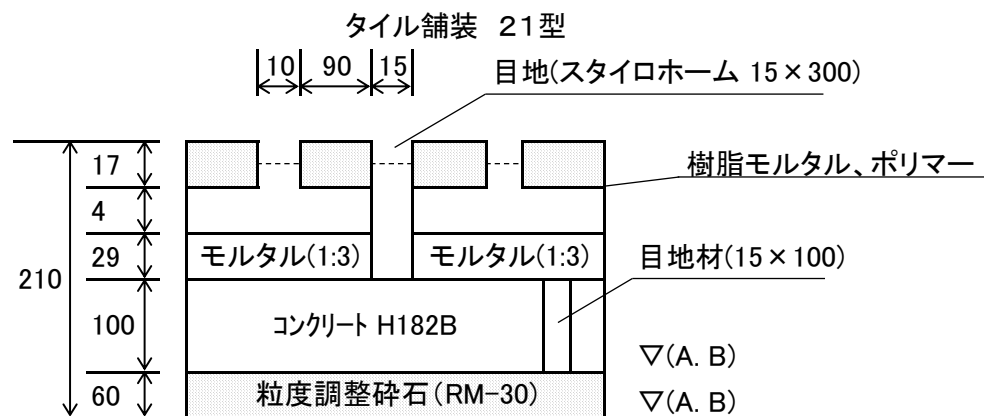 タイル舗装 21型
10 90 15
目地(スタイロホーム 15×300)
17
樹脂モルタル、ポリマー
4
29 モルタル(1:3) モルタル(1:3) 目地材(15×100)
210
100 コンクリート H182B
▽(A. B)
60 粒度調整砕石(RM-30)
▽(A. B)